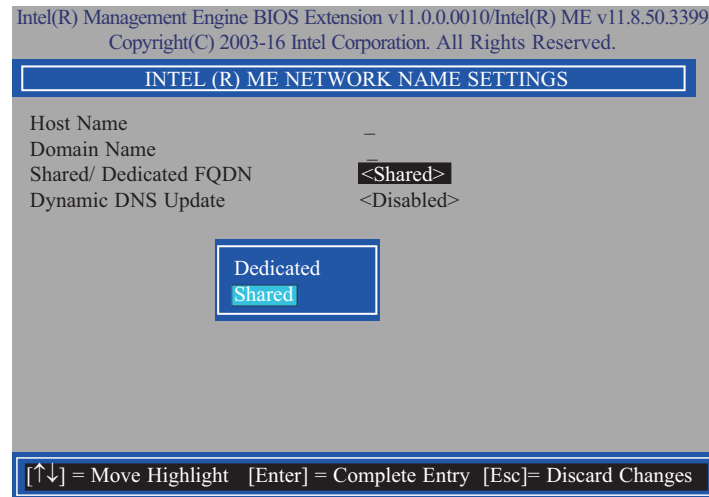 Intel(R) Management Engine BIOS Extension v11.0.0.0010/Intel(R) ME v11.8.50.3399
Copyright(C) 2003-16 Intel Corporation. All Rights Reserved.
INTEL (R) ME NETWORK NAME SETTINGS
Host Name _
Domain Name _
Shared/ Dedicated FQDN <Shared>
Dynamic DNS Update <Disabled>
Dedicated
Shared
[↑↓] = Move Highlight [Enter] = Complete Entry [Esc]= Discard Changes